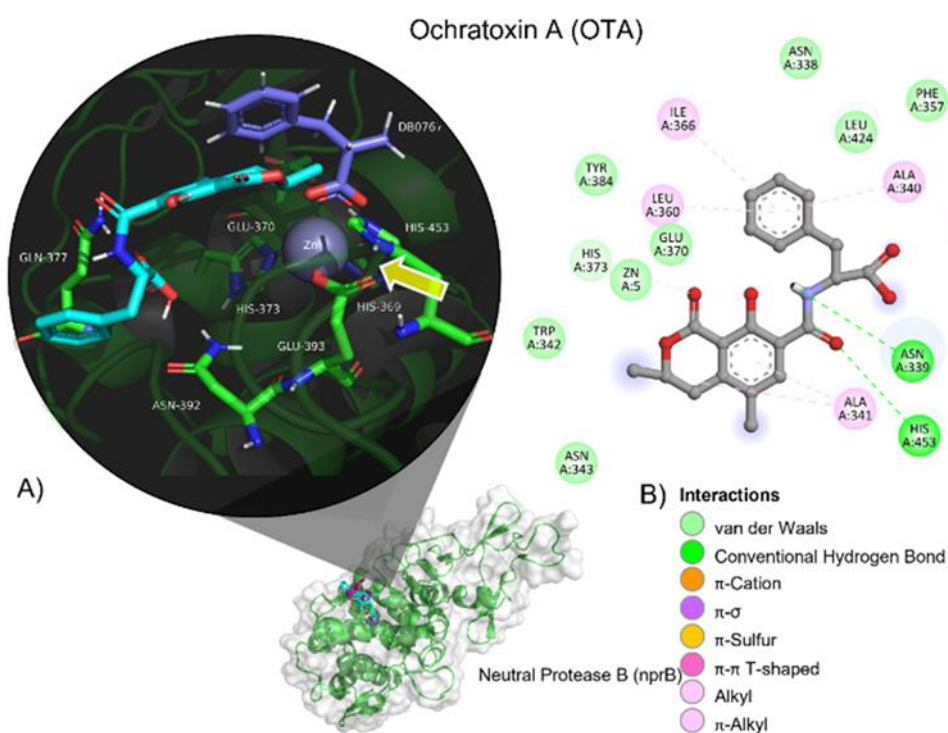 Ochratoxin A (OTA)
DB0767
GLU-370
HIS-453
Zn
GLN-377
HIS-373
HIS-369
GLU-393
ASN-392
A)
ASN
A:338
PHE
A:357
ILE
A:366
LEU
A:424
TYR
A:384
ALA
A:340
LEU
A:360
GLU
A:370
HIS
A:373
ZN
A:5
TRP
A:342
ASN
A:339
ALA
A:341
HIS
A:453
ASN
A:343
Neutral Protease B (nprB)
B) Interactions
van der Waals
Conventional Hydrogen Bond
π-Cation
π-σ
π-Sulfur
π-π T-shaped
Alkyl
π-Alkyl